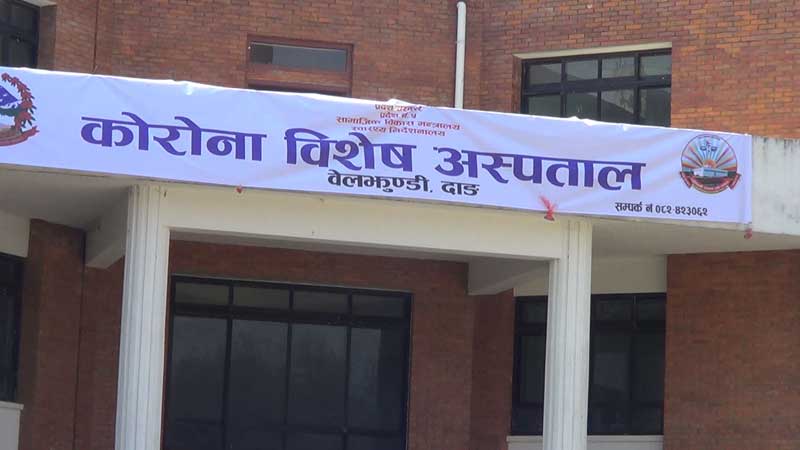 प्रदेश सरकार
प्रदेश नं. ५
सामाजिक विकास मन्त्रालय
स्वास्थ्य निर्देशनालय
कोरोना विशेष अस्पताल
वेलझुण्डी, दाङ
सम्पर्क नं ०८२-४२३०६२